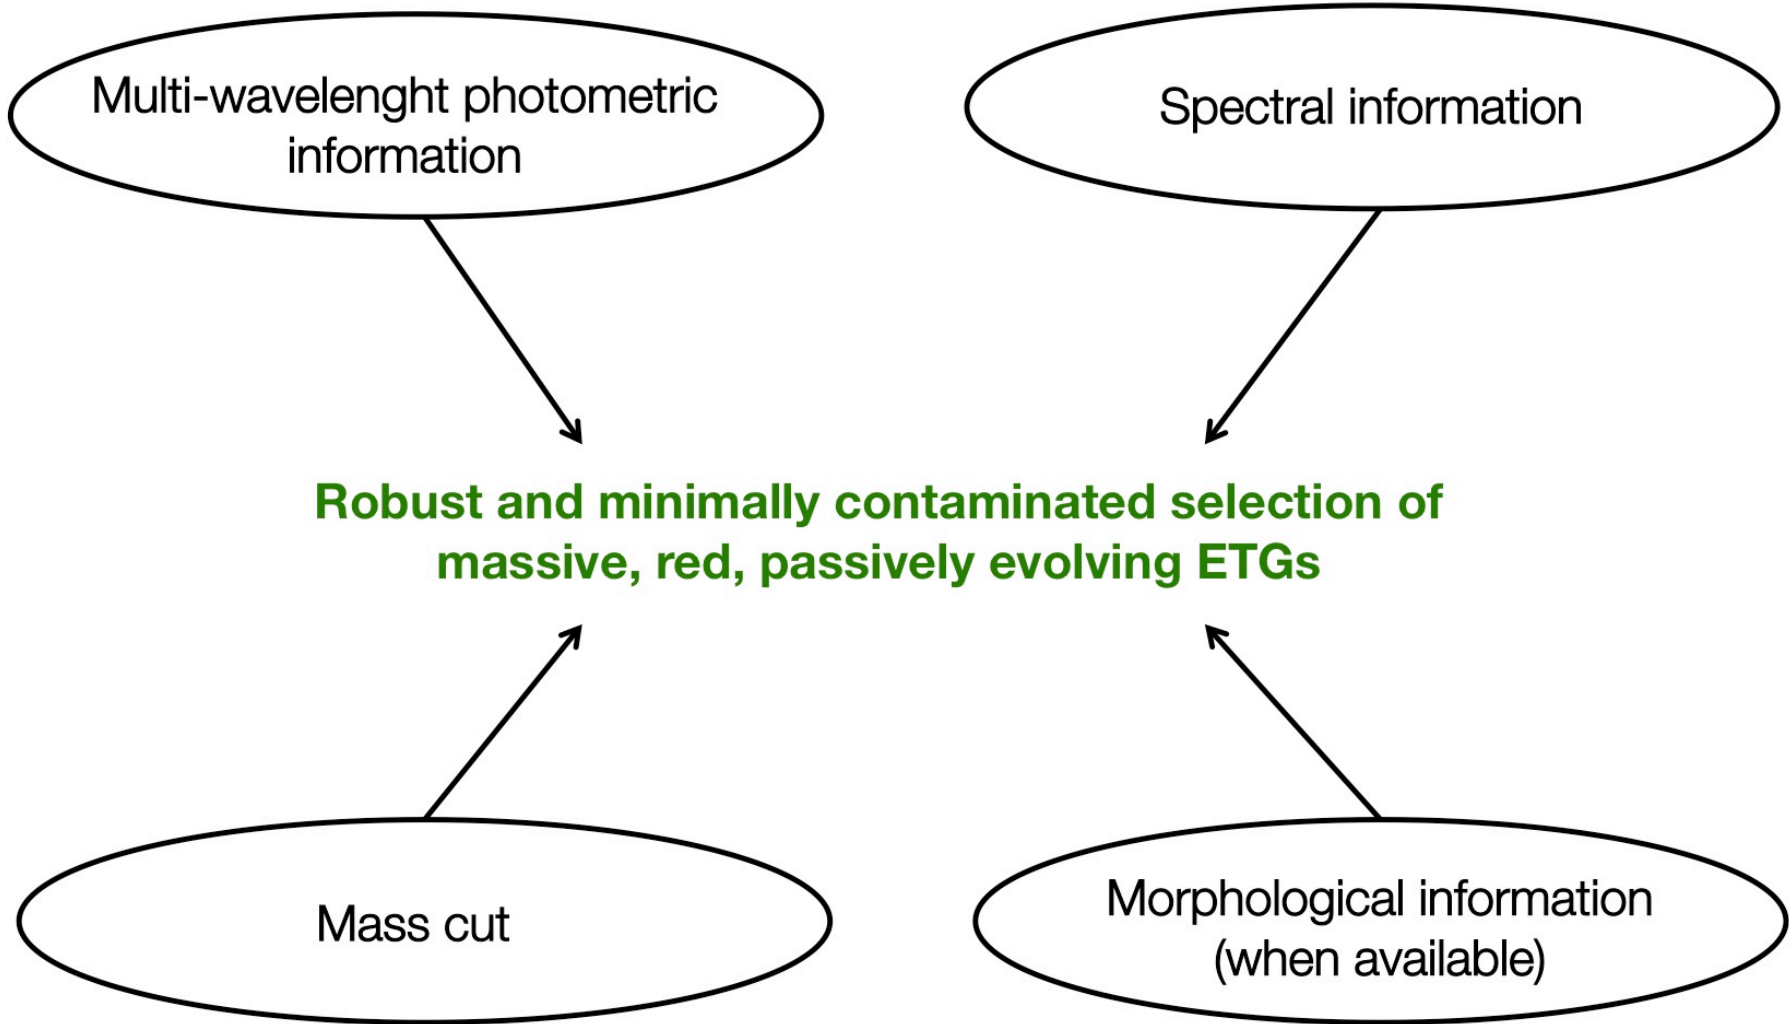 Multi-wavelenght photometric
information
Spectral information
Robust and minimally contaminated selection of
massive, red, passively evolving ETGs
Mass cut
Morphological information
(when available)